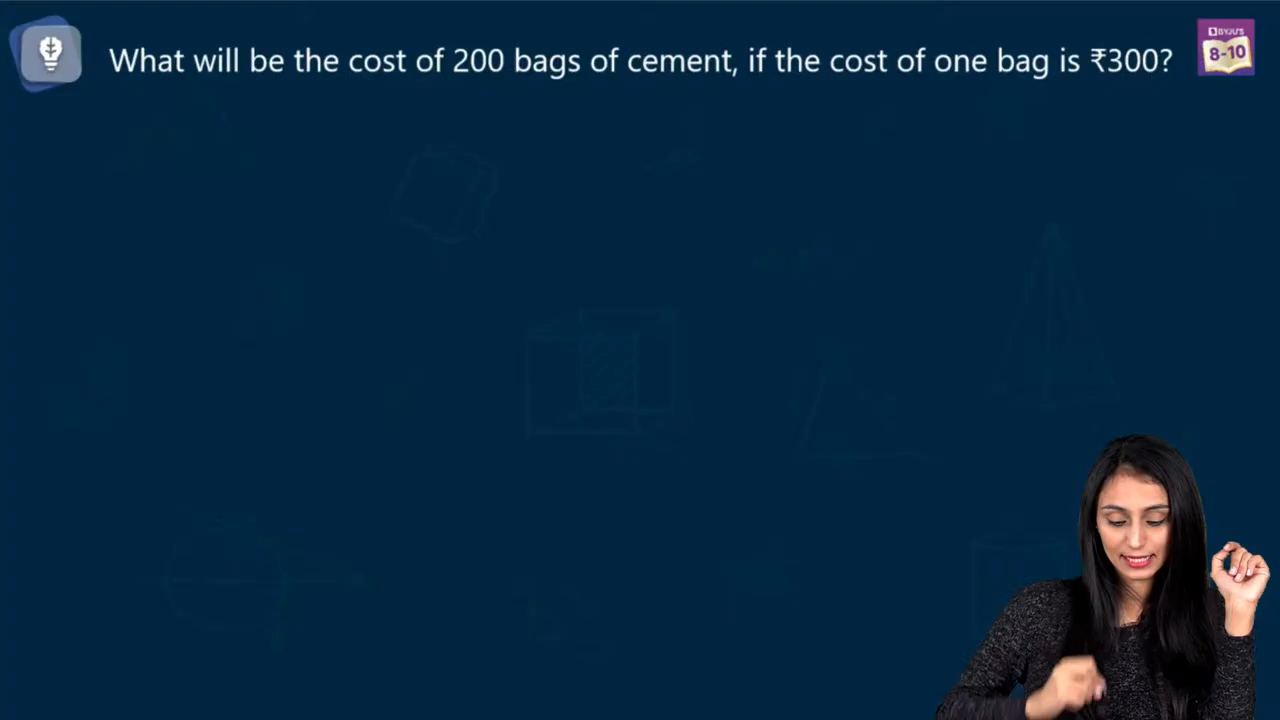 What will be the cost of 200 bags of cement, if the cost of one bag is ₹300?
BYJU'S
8-10